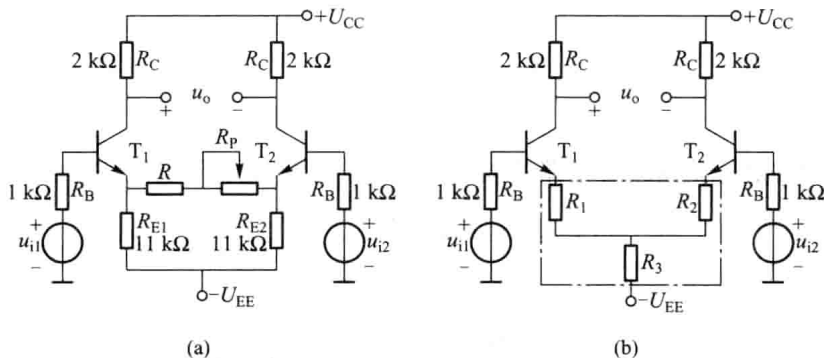 +U_CC
2 kΩ R_C R_C 2 kΩ
u_o
+ −
T_1 R_P T_2
R
1 kΩ R_B R_E1 11 kΩ R_E2 11 kΩ R_B 1 kΩ
+ u_i1 − + u_i2 −
−U_EE
(a)
+U_CC
2 kΩ R_C R_C 2 kΩ
u_o
+ −
T_1 T_2
1 kΩ R_B R_1 R_2 R_B 1 kΩ
+ u_i1 − R_3 + u_i2 −
−U_EE
(b)